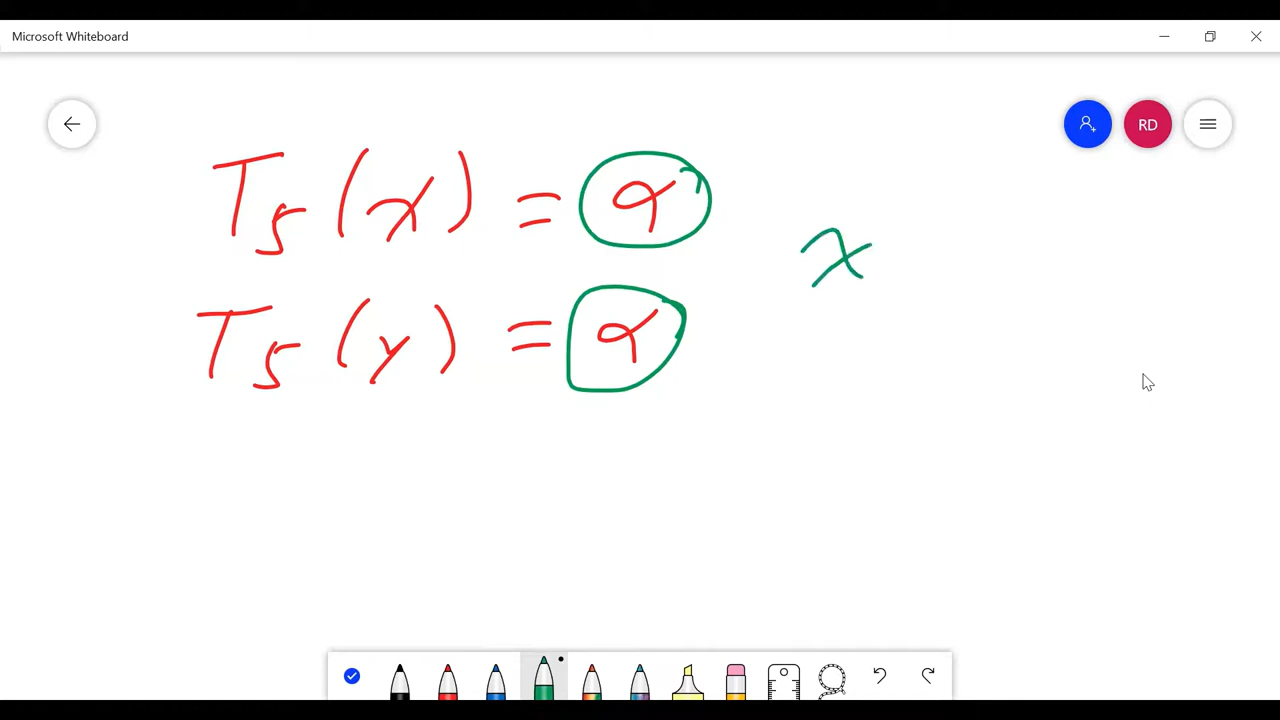 Microsoft Whiteboard
RD
T₅(x) = α
x
T₅(y) = α